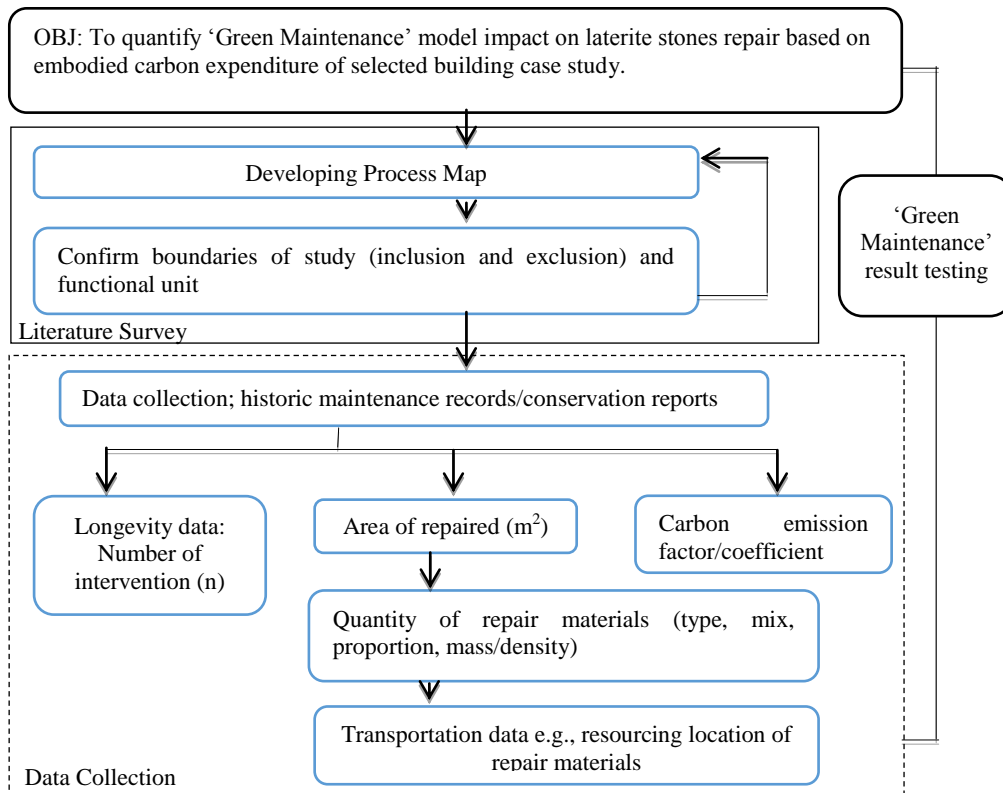 OBJ: To quantify ‘Green Maintenance’ model impact on laterite stones repair based on
embodied carbon expenditure of selected building case study.
Developing Process Map
Confirm boundaries of study (inclusion and exclusion) and
functional unit
Literature Survey
‘Green
Maintenance’
result testing
Data collection; historic maintenance records/conservation reports
Longevity data:
Number of
intervention (n)
Area of repaired (m²)
Carbon emission
factor/coefficient
Quantity of repair materials (type, mix,
proportion, mass/density)
Transportation data e.g., resourcing location of
repair materials
Data Collection